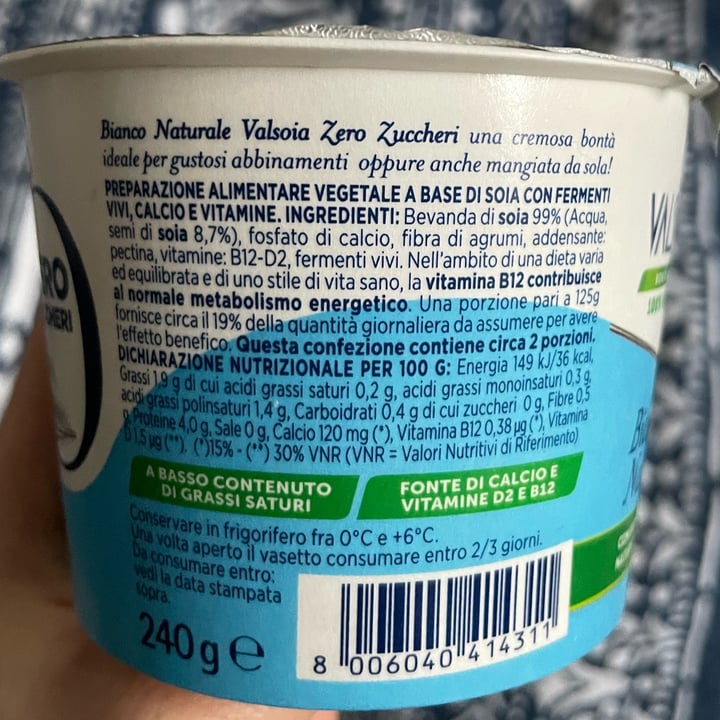 Bianco Naturale Valsoia Zero Zuccheri una cremosa bontà
ideale per gustosi abbinamenti oppure anche mangiata da sola!
PREPARAZIONE ALIMENTARE VEGETALE A BASE DI SOIA CON FERMENTI
VIVI, CALCIO E VITAMINE. INGREDIENTI: Bevanda di soia 99% (Acqua,
semi di soia 8,7%), fosfato di calcio, fibra di agrumi, addensante:
pectina, vitamine: B12-D2, fermenti vivi. Nell'ambito di una dieta varia
ed equilibrata e di uno stile di vita sano, la vitamina B12 contribuisce
al normale metabolismo energetico. Una porzione pari a 125g
fornisce circa il 19% della quantità giornaliera da assumere per avere
l'effetto benefico. Questa confezione contiene circa 2 porzioni.
DICHIARAZIONE NUTRIZIONALE PER 100 G: Energia 149 kJ/36 kcal,
Grassi 1,9 g di cui acidi grassi saturi 0,2 g, acidi grassi monoinsaturi 0,3 g,
acidi grassi polinsaturi 1,4 g, Carboidrati 0,4 g di cui zuccheri 0 g, Fibre 0,5
g, Proteine 4,0 g, Sale 0 g, Calcio 120 mg (*), Vitamina B12 0,38 µg (*), Vitamina
D 1,5 µg (**). (*)15% - (**) 30% VNR (VNR = Valori Nutritivi di Riferimento)
A BASSO CONTENUTO
DI GRASSI SATURI
FONTE DI CALCIO E
VITAMINE D2 E B12
Conservare in frigorifero fra 0°C e +6°C.
Una volta aperto il vasetto consumare entro 2/3 giorni.
Da consumare entro:
vedi la data stampata
sopra.
240 g e
8 006040 414311
RO
CHERI
VAL
100%